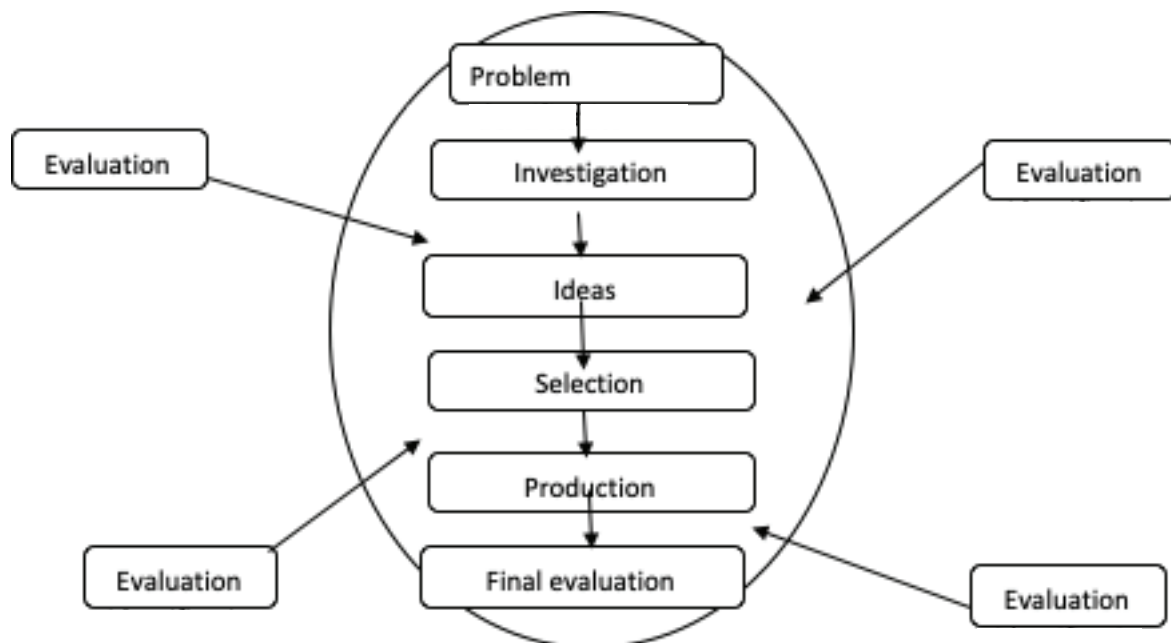 Problem
Evaluation
Investigation
Evaluation
Ideas
Selection
Production
Evaluation
Final evaluation
Evaluation